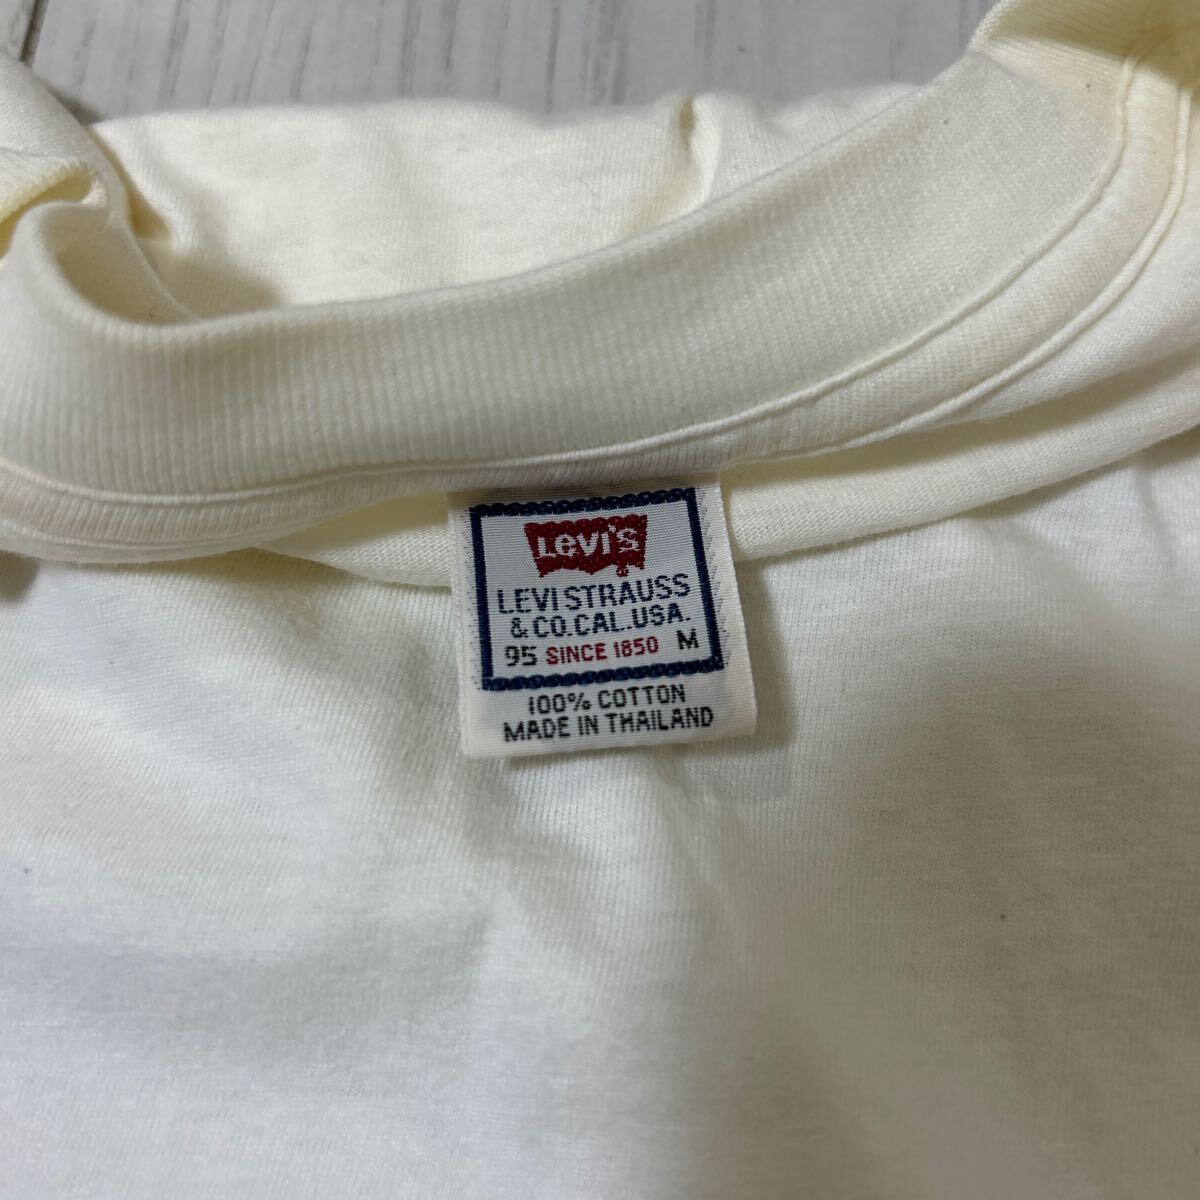 Levi's
LEVI STRAUSS
& CO. CAL. USA.
95 SINCE 1850 M
100% COTTON
MADE IN THAILAND